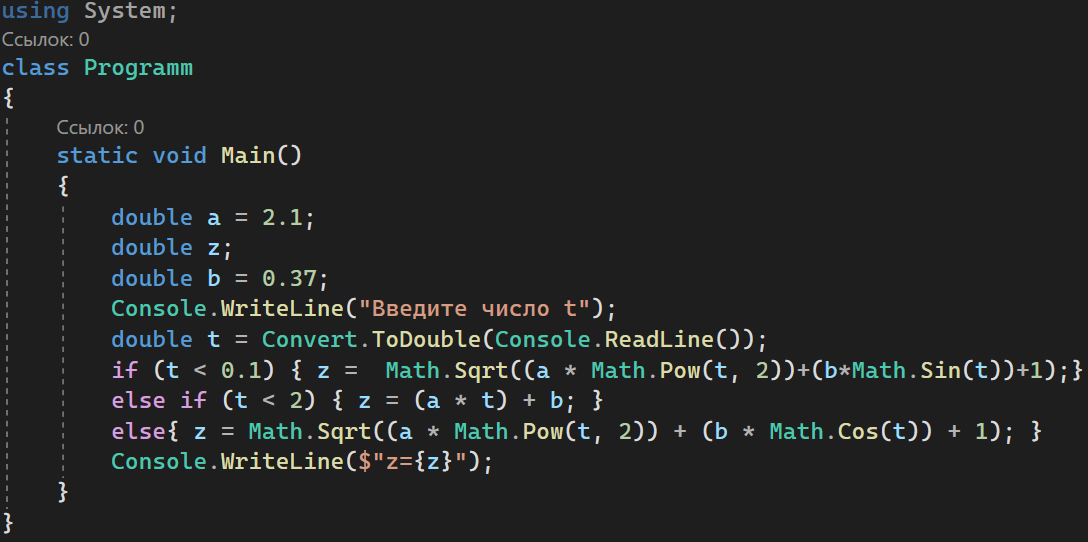 using System;
Ссылок: 0
class Programm
{
Ссылок: 0
static void Main()
{
double a = 2.1;
double z;
double b = 0.37;
Console.WriteLine("Введите число t");
double t = Convert.ToDouble(Console.ReadLine());
if (t < 0.1) { z =  Math.Sqrt((a * Math.Pow(t, 2))+(b*Math.Sin(t))+1);}
else if (t < 2) { z = (a * t) + b; }
else{ z = Math.Sqrt((a * Math.Pow(t, 2)) + (b * Math.Cos(t)) + 1); }
Console.WriteLine($"z={z}");
}
}